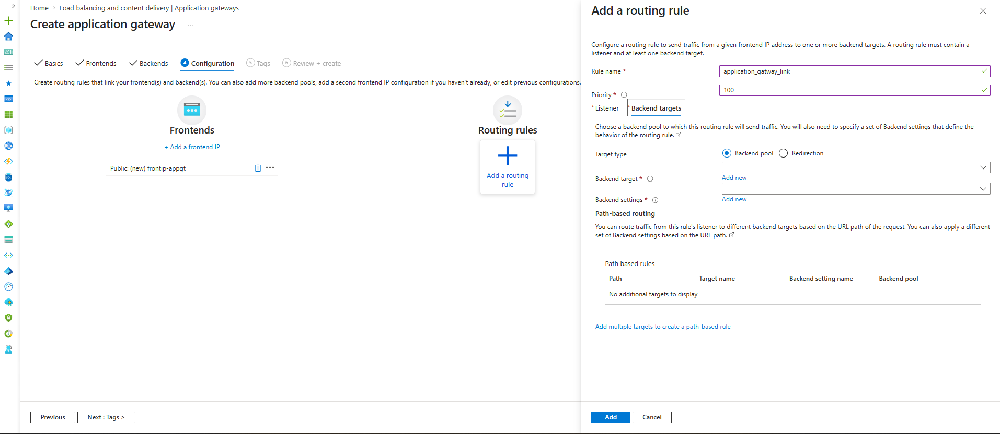 Home > Load balancing and content delivery | Application gateways
Create application gateway ...
Basics Frontends Backends 4 Configuration 5 Tags 6 Review + create
Create routing rules that link your frontend(s) and backend(s). You can also add more backend pools, add a second frontend IP configuration if you haven't already, or edit previous configurations.
Frontends
+ Add a frontend IP
Public: (new) frontip-appgt
Routing rules
Add a routing
rule
Previous
Next : Tags >
Add a routing rule
Configure a routing rule to send traffic from a given frontend IP address to one or more backend targets. A routing rule must contain a
listener and at least one backend target.
Rule name * application_gatway_link
Priority * 100
* Listener * Backend targets
Choose a backend pool to which this routing rule will send traffic. You will also need to specify a set of Backend settings that define the
behavior of the routing rule.
Target type Backend pool Redirection
Backend target *
Add new
Backend settings *
Add new
Path-based routing
You can route traffic from this rule's listener to different backend targets based on the URL path of the request. You can also apply a different
set of Backend settings based on the URL path.
Path based rules
Path Target name Backend setting name Backend pool
No additional targets to display
Add multiple targets to create a path-based rule
Add
Cancel